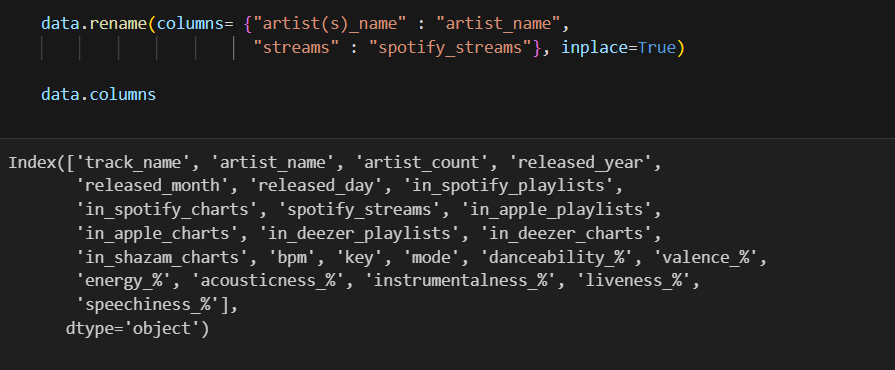 data.rename(columns= {"artist(s)_name" : "artist_name",
"streams" : "spotify_streams"}, inplace=True)
data.columns
Index(['track_name', 'artist_name', 'artist_count', 'released_year',
'released_month', 'released_day', 'in_spotify_playlists',
'in_spotify_charts', 'spotify_streams', 'in_apple_playlists',
'in_apple_charts', 'in_deezer_playlists', 'in_deezer_charts',
'in_shazam_charts', 'bpm', 'key', 'mode', 'danceability_%', 'valence_%',
'energy_%', 'acousticness_%', 'instrumentalness_%', 'liveness_%',
'speechiness_%'],
dtype='object')